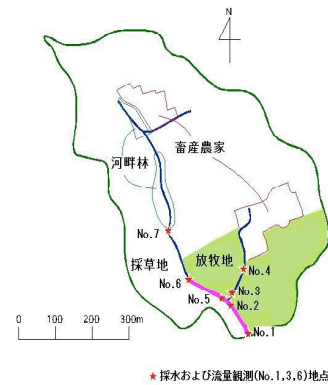 N
河畔林
畜産農家
No.7
採草地
放牧地
No.4
No.6
No.3
No.5
No.2
No.1
0 100 200 300m
★採水および流量観測(No.1,3,6)地点